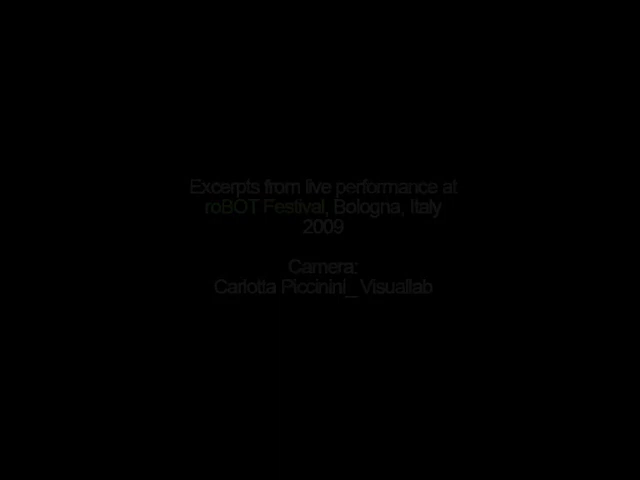 Excerpts from live performance at
roBOT Festival, Bologna, Italy
2009
Camera:
Carlotta Piccinini_ Visuallab